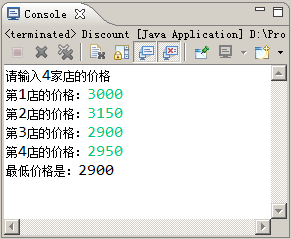 Console
<terminated> Discount [Java Application] D:\Pro
请输入4家店的价格
第1店的价格：3000
第2店的价格：3150
第3店的价格：2900
第4店的价格：2950
最低价格是：2900